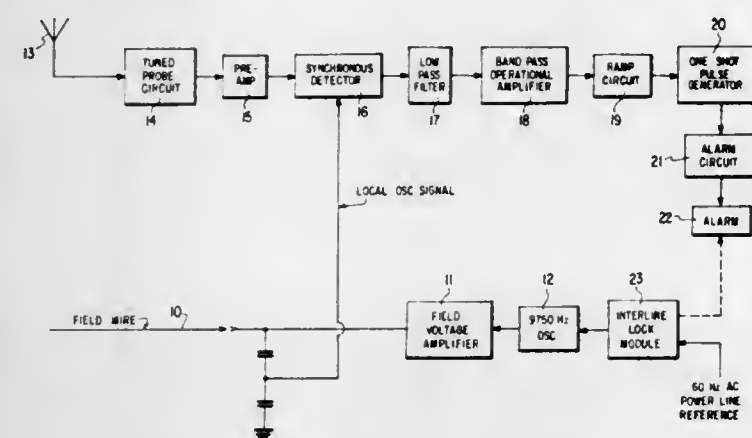 13
TUNED
PROBE
CIRCUIT
14
PRE-
AMP
15
SYNCHRONOUS
DETECTOR
16
LOW
PASS
FILTER
17
BAND PASS
OPERATIONAL
AMPLIFIER
18
RAMP
CIRCUIT
19
20
ONE SHOT
PULSE
GENERATOR
21
ALARM
CIRCUIT
22
ALARM
LOCAL OSC SIGNAL
FIELD WIRE
10
11
FIELD
VOLTAGE
AMPLIFIER
12
9750 Hz
OSC
23
INTERLINE
LOCK
MODULE
60 Hz AC
POWER LINE
REFERENCE